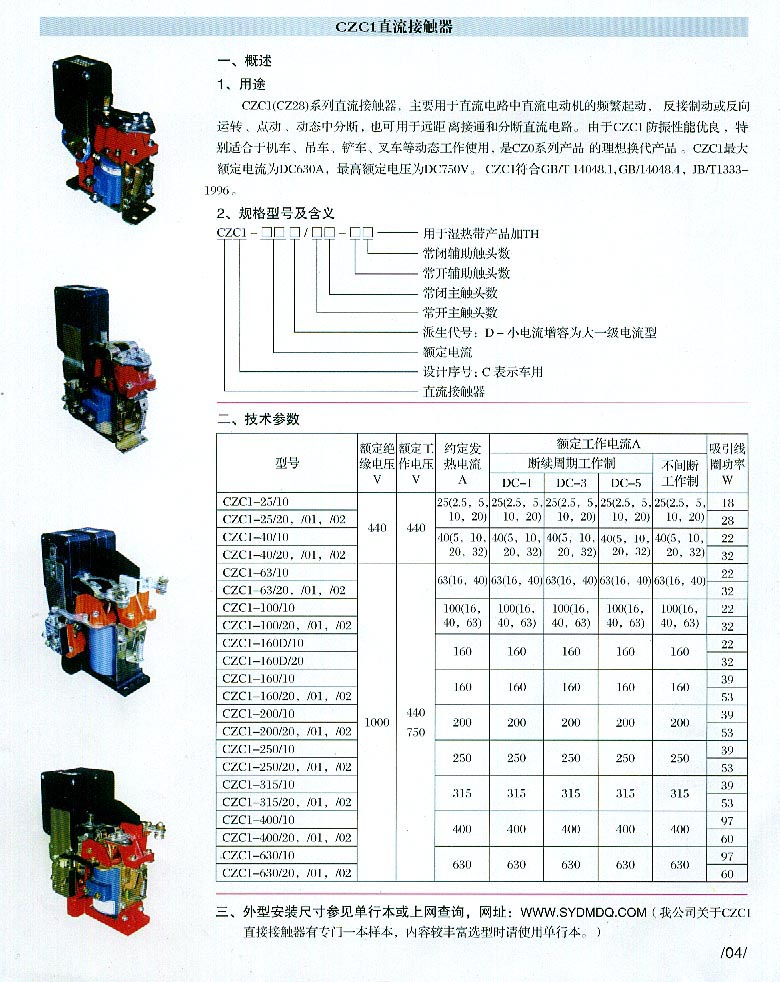 CZC1直流接触器
一、概述
1、用途
CZC1(CZ28)系列直流接触器，主要用于直流电路中直流电动机的频繁起动、反接制动或反向
运转、点动、动态中分断，也可用于远距离接通和分断直流电路。由于CZC1防振性能优良，特
别适合于机车、吊车、铲车、叉车等动态工作使用，是CZ0系列产品的理想换代产品。CZC1最大
额定电流为DC630A，最高额定电压为DC750V。CZC1符合GB/T 14048.1,GB/14048.4，JB/T1333-
1996。
2、规格型号及含义
CZC1-□□□/□□-□□
用于湿热带产品加TH
常闭辅助触头数
常开辅助触头数
常闭主触头数
常开主触头数
派生代号：D-小电流增容为大一级电流型
额定电流
设计序号：C 表示车用
直流接触器
二、技术参数
型号 额定绝缘电压V 额定工作电压V 约定发热电流A 额定工作电流A 吸引线圈功率W
断续周期工作制 不间断工作制
DC-1 DC-3 DC-5
CZC1-25/10 440 440 25(2.5，5，10，20) 25(2.5，5，10，20) 25(2.5，5，10，20) 25(2.5，5，10，20) 25(2.5，5，10，20) 18
CZC1-25/20，/01，/02 28
CZC1-40/10 40(5，10，20，32) 40(5，10，20，32) 40(5，10，20，32) 40(5，10，20，32) 40(5，10，20，32) 22
CZC1-40/20，/01，/02 32
CZC1-63/10 1000 440 750 63(16，40) 63(16，40) 63(16，40) 63(16，40) 63(16，40) 22
CZC1-63/20，/01，/02 32
CZC1-100/10 100(16，40，63) 100(16，40，63) 100(16，40，63) 100(16，40，63) 100(16，40，63) 22
CZC1-100/20，/01，/02 32
CZC1-160D/10 160 160 160 160 160 22
CZC1-160D/20 32
CZC1-160/10 160 160 160 160 160 39
CZC1-160/20，/01，/02 53
CZC1-200/10 200 200 200 200 200 39
CZC1-200/20，/01，/02 53
CZC1-250/10 250 250 250 250 250 39
CZC1-250/20，/01，/02 53
CZC1-315/10 315 315 315 315 315 39
CZC1-315/20，/01，/02 53
CZC1-400/10 400 400 400 400 400 97
CZC1-400/20，/01，/02 60
CZC1-630/10 630 630 630 630 630 97
CZC1-630/20，/01，/02 60
三、外型安装尺寸参见单行本或上网查询，网址：WWW.SYDMDQ.COM（我公司关于CZC1
直接接触器有专门一本样本，内容较丰富选型时请使用单行本。）
/04/